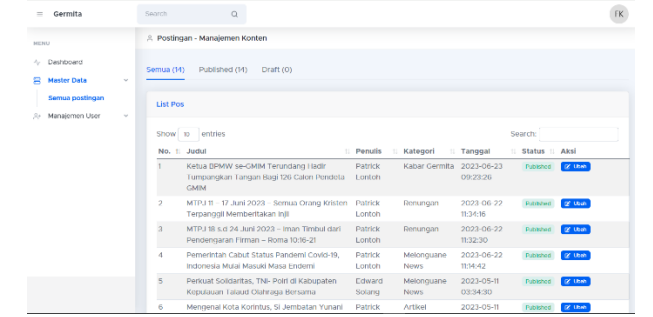 Germita
Search
FK
MENU
Postingan - Manajemen Konten
Dashboard
Master Data
Semua postingan
Manajemen User
Semua (14) Published (14) Draft (0)
List Pos
Show 10 entries
Search:
No. Judul Penulis Kategori Tanggal Status Aksi
1 Ketua BPMW se-GMIM Terundang Hadir Patrick Kabar Germita 2023-06-23 Published Ubah
Tumpangkan Tangan Bagi 126 Calon Pendeta Lontoh 09:23:26
GMIM
2 MTPJ 11 - 17 Juni 2023 - Semua Orang Kristen Patrick Renungan 2023-06-22 Published Ubah
Terpanggil Memberitakan Injil Lontoh 11:34:16
3 MTPJ 18 s.d 24 Juni 2023 - Iman Timbul dari Patrick Renungan 2023-06-22 Published Ubah
Pendengaran Firman - Roma 10:16-21 Lontoh 11:32:30
4 Pemerintah Cabut Status Pandemi Covid-19, Patrick Melonguane 2023-06-22 Published Ubah
Indonesia Mulai Masuki Masa Endemi Lontoh News 11:14:42
5 Perkuat Solidaritas, TNI- Polri di Kabupaten Edward Melonguane 2023-05-11 Published Ubah
Kepulauan Talaud Olahraga Bersama Solang News 03:34:30
6 Mengenal Kota Korintus, Si Jembatan Yunani Patrick Artikel 2023-05-11 Published Ubah